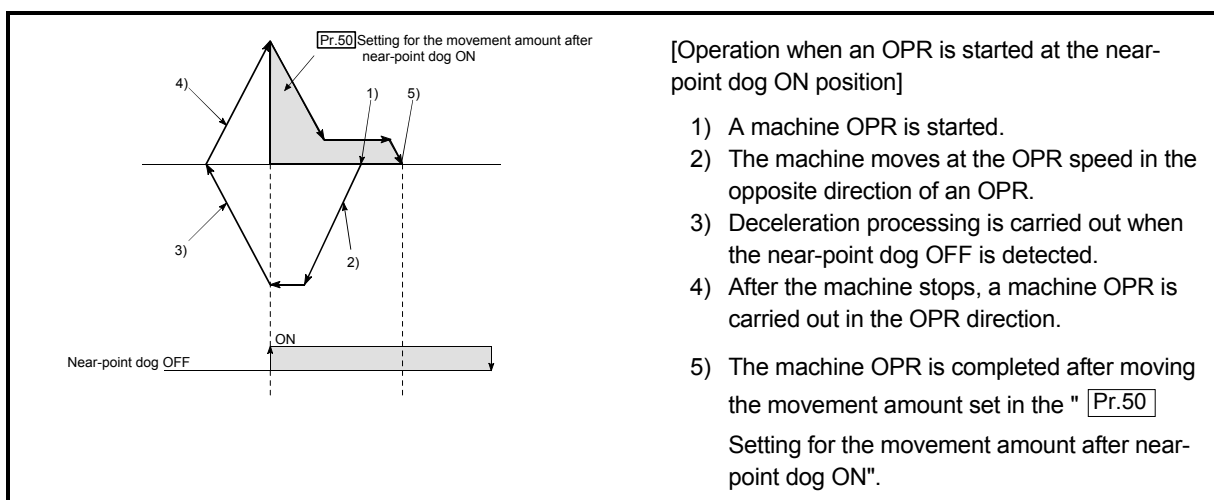 Pr.50 Setting for the movement amount after
near-point dog ON
4)
1)
5)
3)
2)
ON
Near-point dog OFF
[Operation when an OPR is started at the near-
point dog ON position]
1) A machine OPR is started.
2) The machine moves at the OPR speed in the
opposite direction of an OPR.
3) Deceleration processing is carried out when
the near-point dog OFF is detected.
4) After the machine stops, a machine OPR is
carried out in the OPR direction.
5) The machine OPR is completed after moving
the movement amount set in the " Pr.50
Setting for the movement amount after near-
point dog ON".